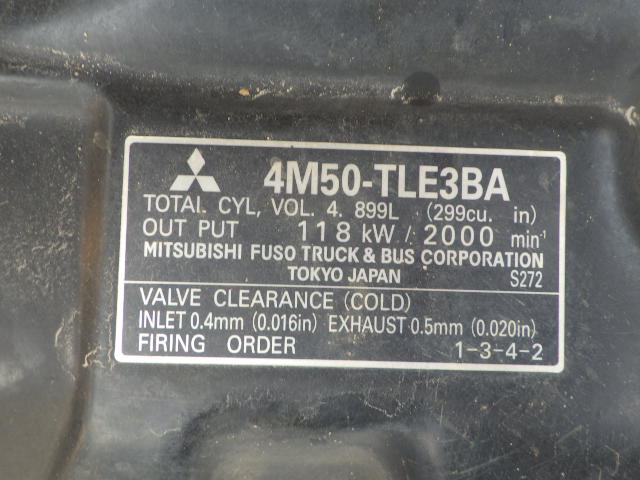 4M50-TLE3BA
TOTAL CYL, VOL. 4. 899L (299cu. in)
OUT PUT 118 kW / 2000 min⁻¹
MITSUBISHI FUSO TRUCK & BUS CORPORATION
TOKYO JAPAN S272
VALVE CLEARANCE (COLD)
INLET 0.4mm (0.016in) EXHAUST 0.5mm (0.020in)
FIRING ORDER 1-3-4-2